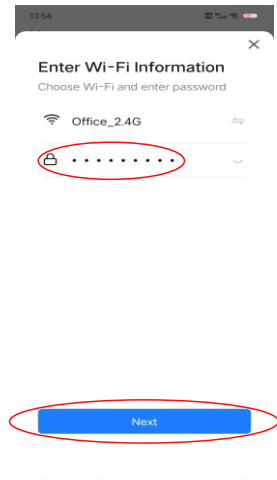 13:54
Enter Wi-Fi Information
Choose Wi-Fi and enter password
Office_2.4G
• • • • • • • • •
Next